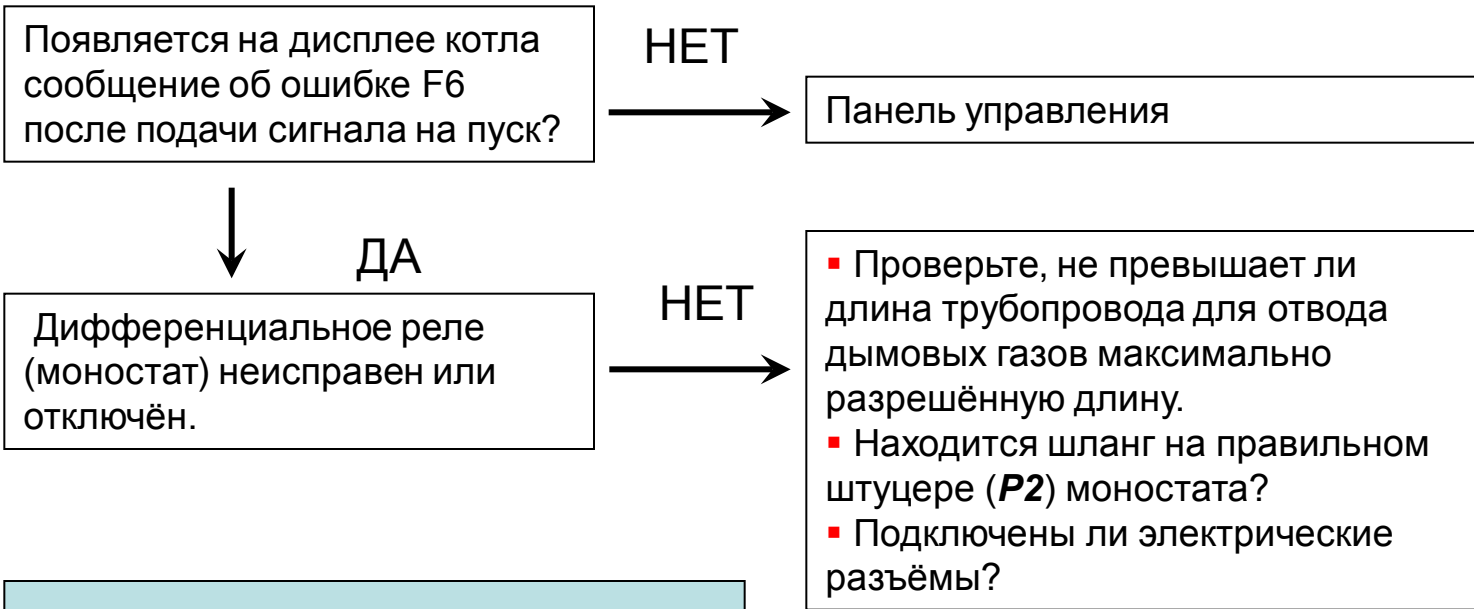 Появляется на дисплее котла
сообщение об ошибке F6
после подачи сигнала на пуск?
НЕТ
Панель управления
ДА
Дифференциальное реле
(моностат) неисправен или
отключён.
НЕТ
▪ Проверьте, не превышает ли
длина трубопровода для отвода
дымовых газов максимально
разрешённую длину.
▪ Находится шланг на правильном
штуцере (P2) моностата?
▪ Подключены ли электрические
разъёмы?